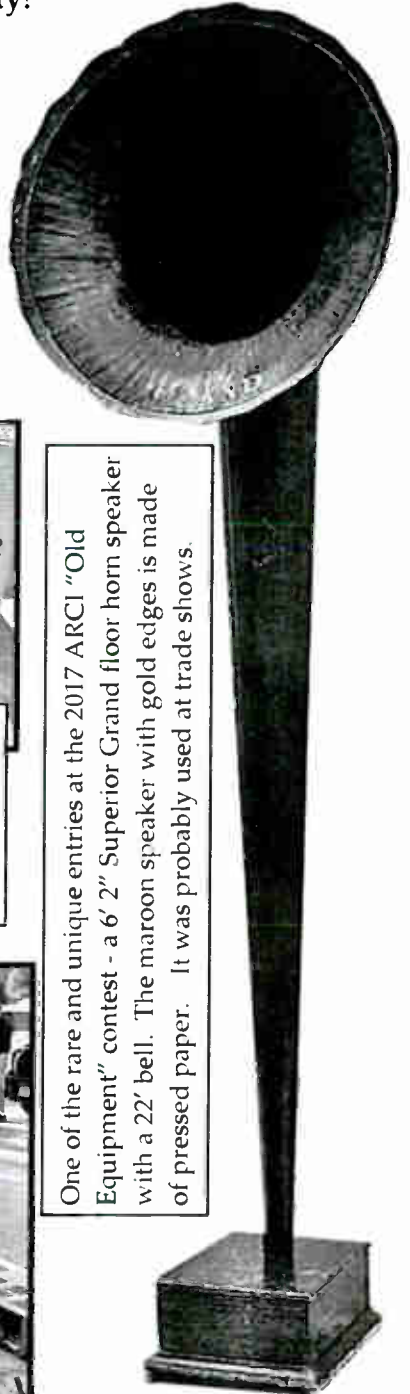 ly!
One of the rare and unique entries at the 2017 ARCI "Old
Equipment" contest - a 6' 2" Superior Grand floor horn speaker
with a 22' bell. The maroon speaker with gold edges is made
of pressed paper. It was probably used at trade shows.